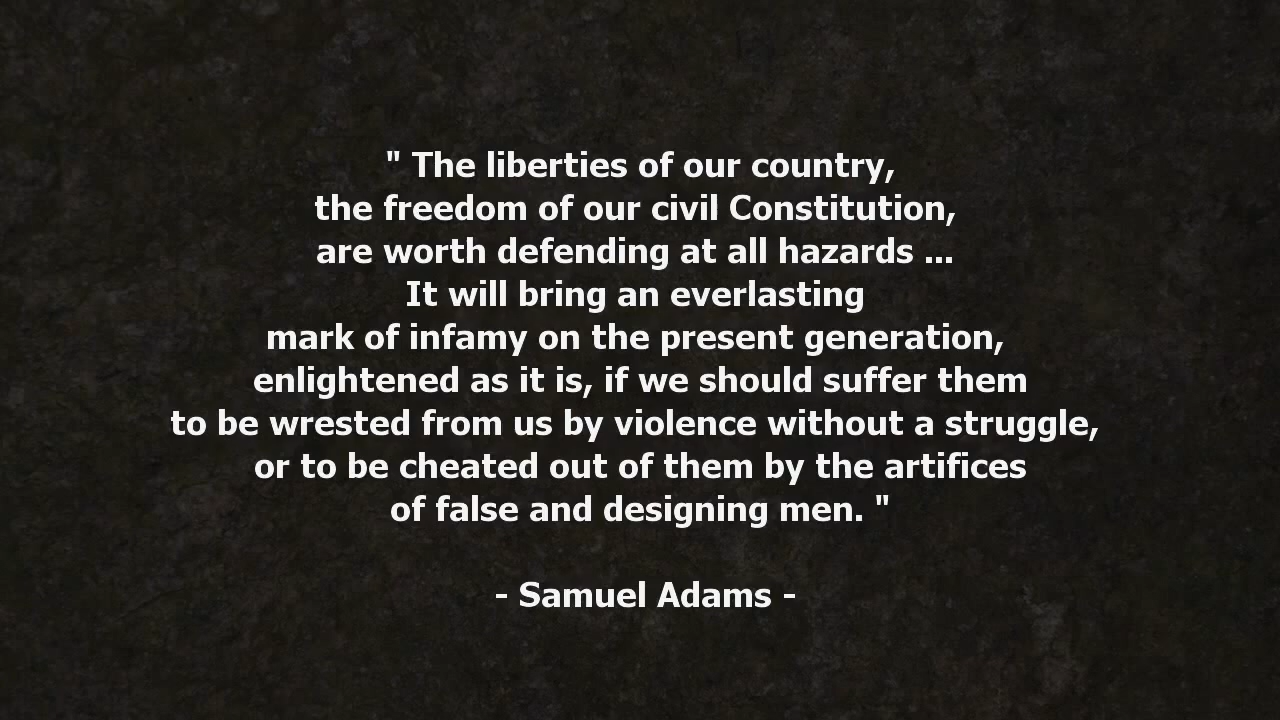 " The liberties of our country,
the freedom of our civil Constitution,
are worth defending at all hazards ...
It will bring an everlasting
mark of infamy on the present generation,
enlightened as it is, if we should suffer them
to be wrested from us by violence without a struggle,
or to be cheated out of them by the artifices
of false and designing men. "
- Samuel Adams -